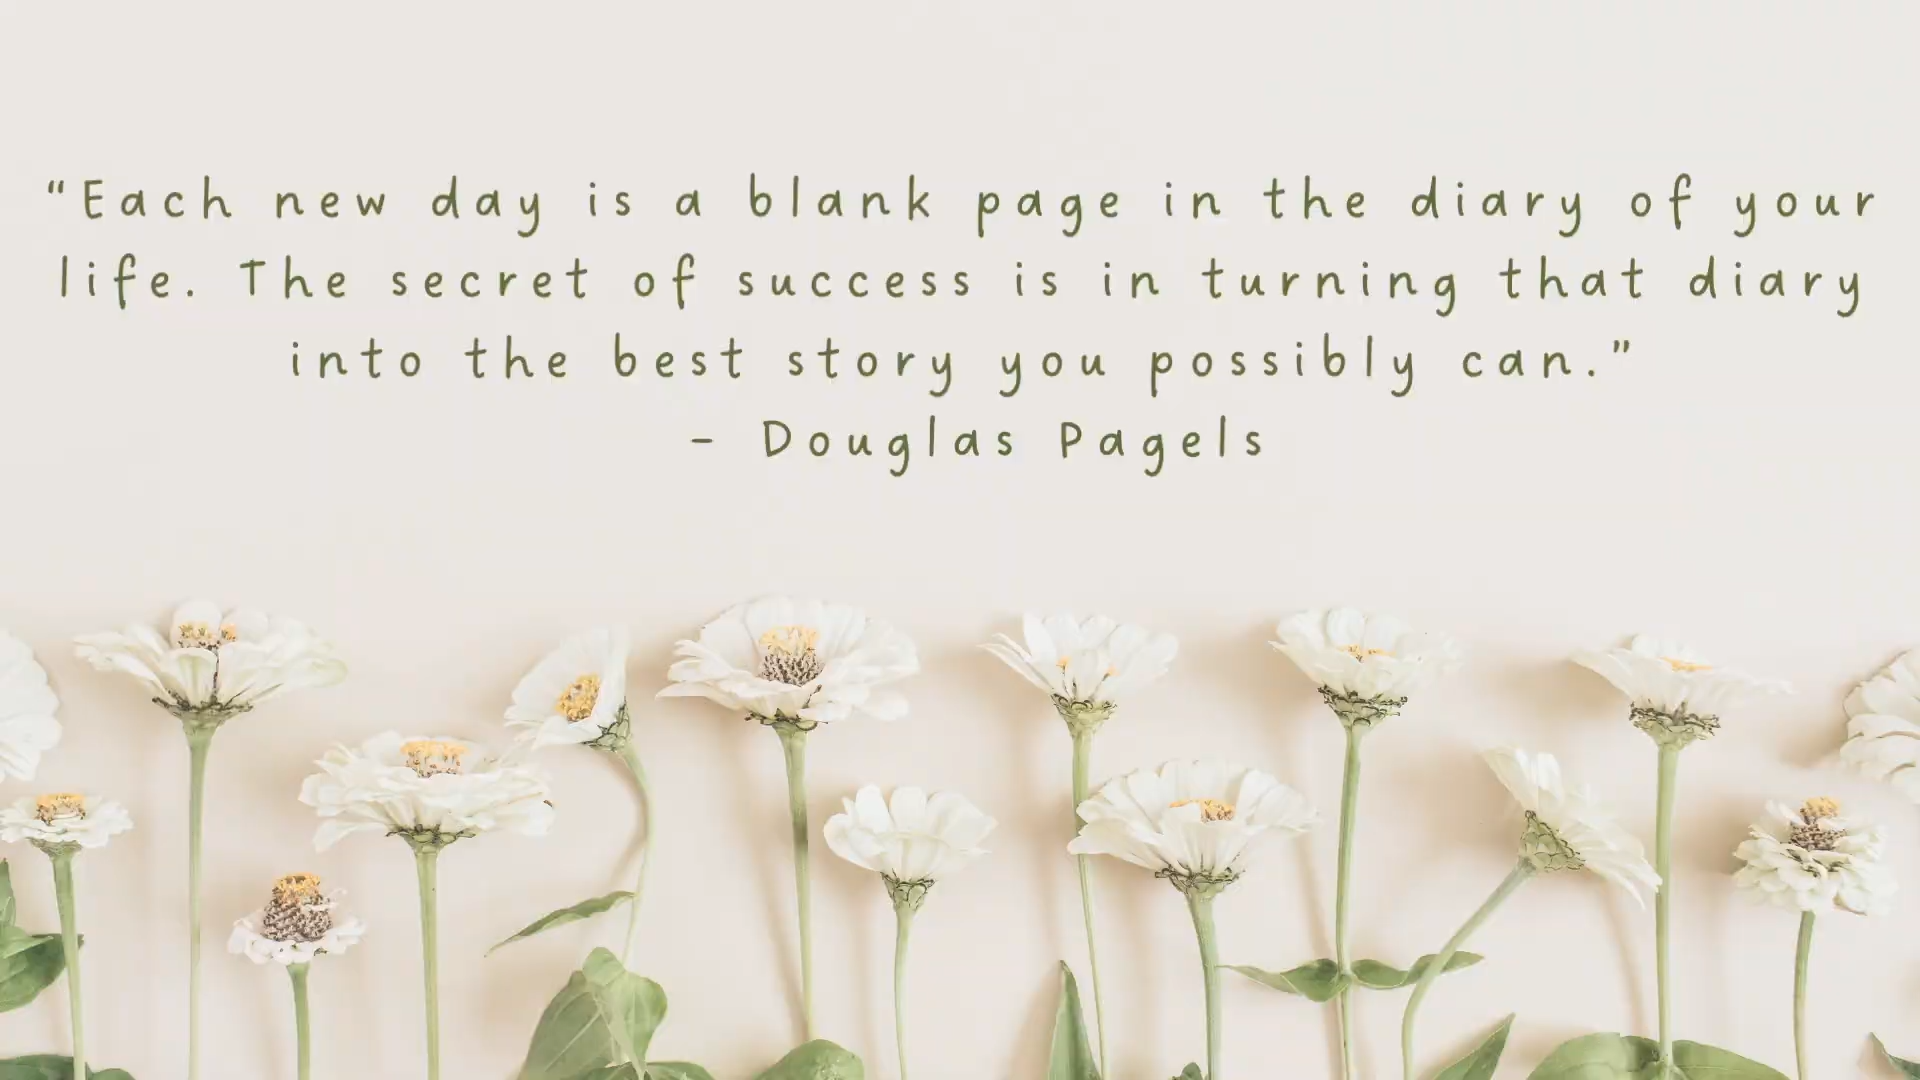 “Each new day is a blank page in the diary of your
life. The secret of success is in turning that diary
into the best story you possibly can.”
- Douglas Pagels